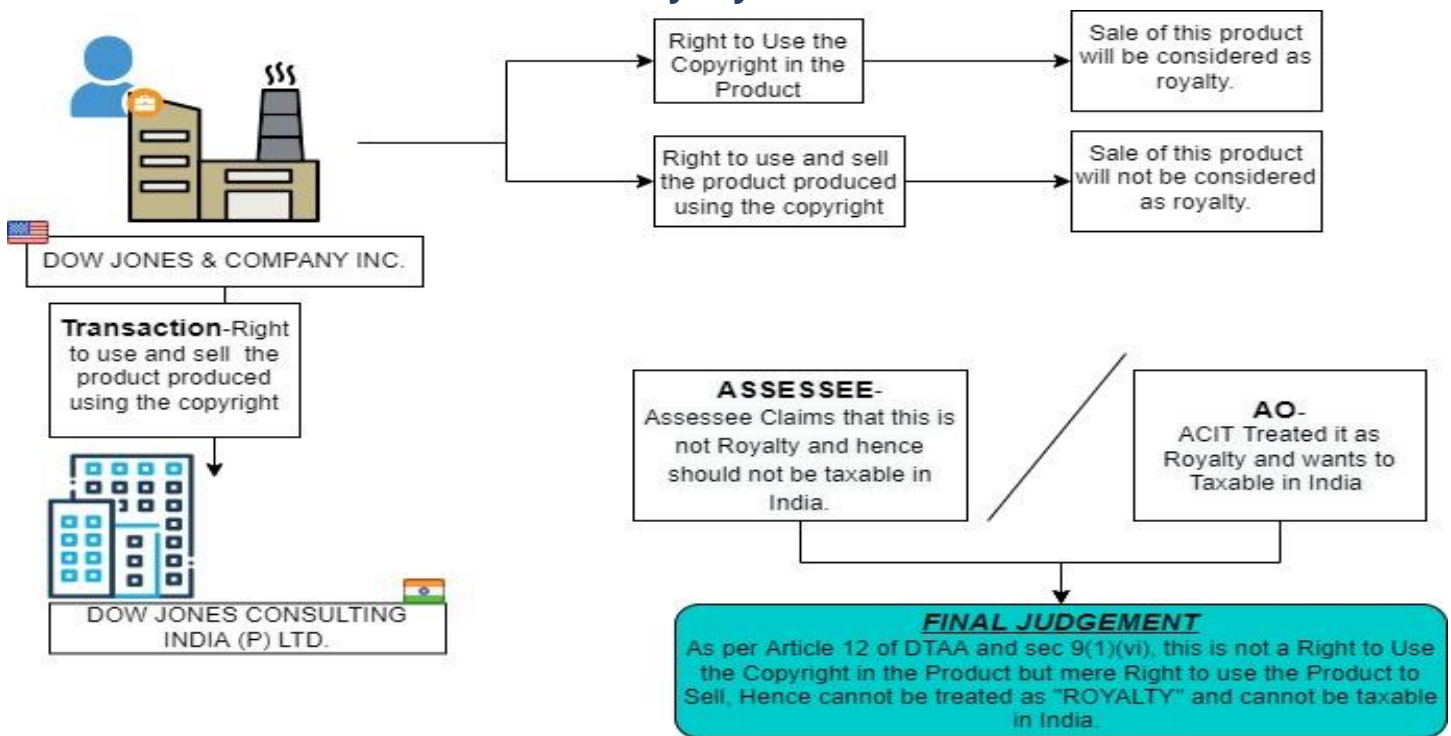 Right to Use the
Copyright in the
Product
Sale of this product
will be considered as
royalty.
Right to use and sell
the product produced
using the copyright
Sale of this product
will not be considered
as royalty.
DOW JONES & COMPANY INC.
Transaction-Right
to use and sell the
product produced
using the copyright
DOW JONES CONSULTING
INDIA (P) LTD.
ASSESSEE-
Assessee Claims that this is
not Royalty and hence
should not be taxable in
India.
AO-
ACIT Treated it as
Royalty and wants to
Taxable in India
FINAL JUDGEMENT
As per Article 12 of DTAA and sec 9(1)(vi), this is not a Right to Use
the Copyright in the Product but mere Right to use the Product to
Sell, Hence cannot be treated as "ROYALTY" and cannot be taxable
in India.